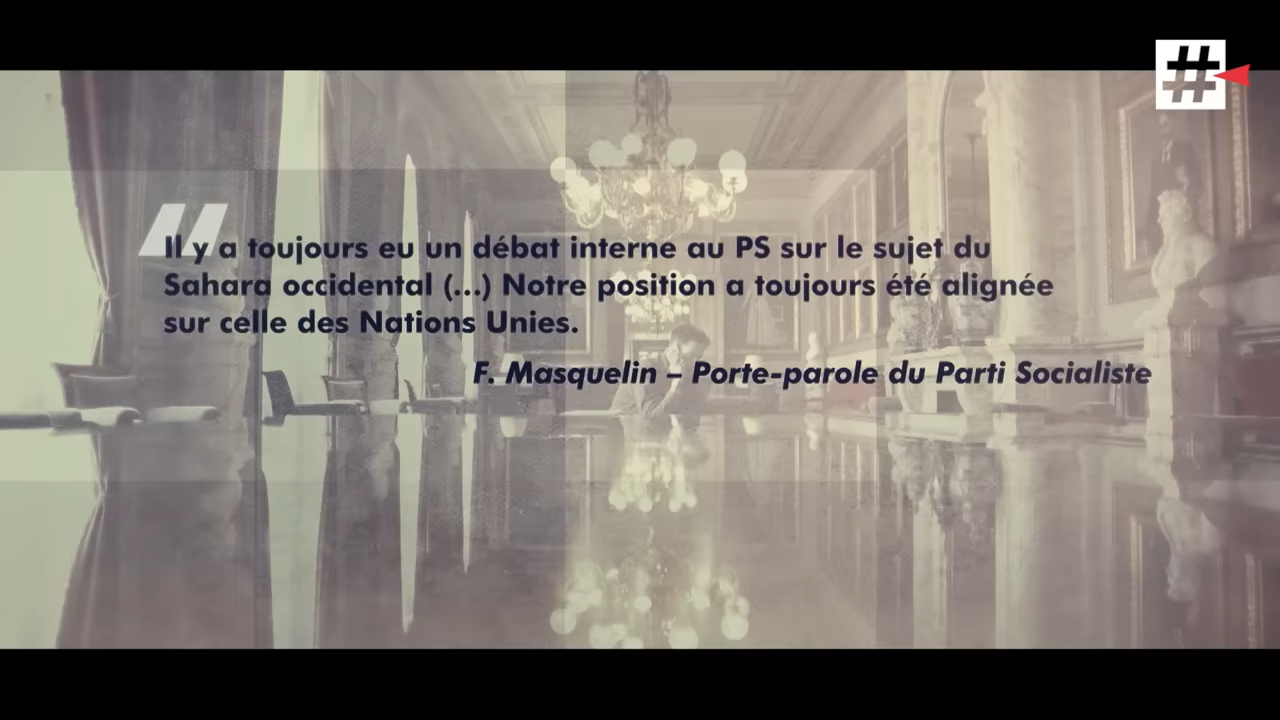 Il y a toujours eu un débat interne au PS sur le sujet du
Sahara occidental (...) Notre position a toujours été alignée
sur celle des Nations Unies.
F. Masquelin – Porte-parole du Parti Socialiste